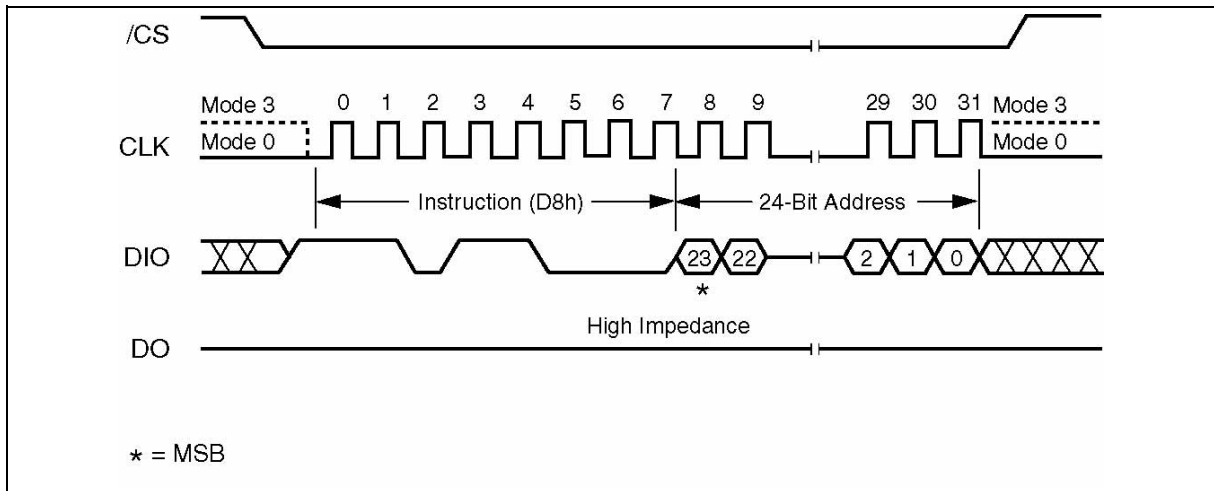 /CS
Mode 3 0 1 2 3 4 5 6 7 8 9 29 30 31 Mode 3
CLK Mode 0 Mode 0
Instruction (D8h) 24-Bit Address
DIO 23 22 2 1 0
*
High Impedance
DO
* = MSB